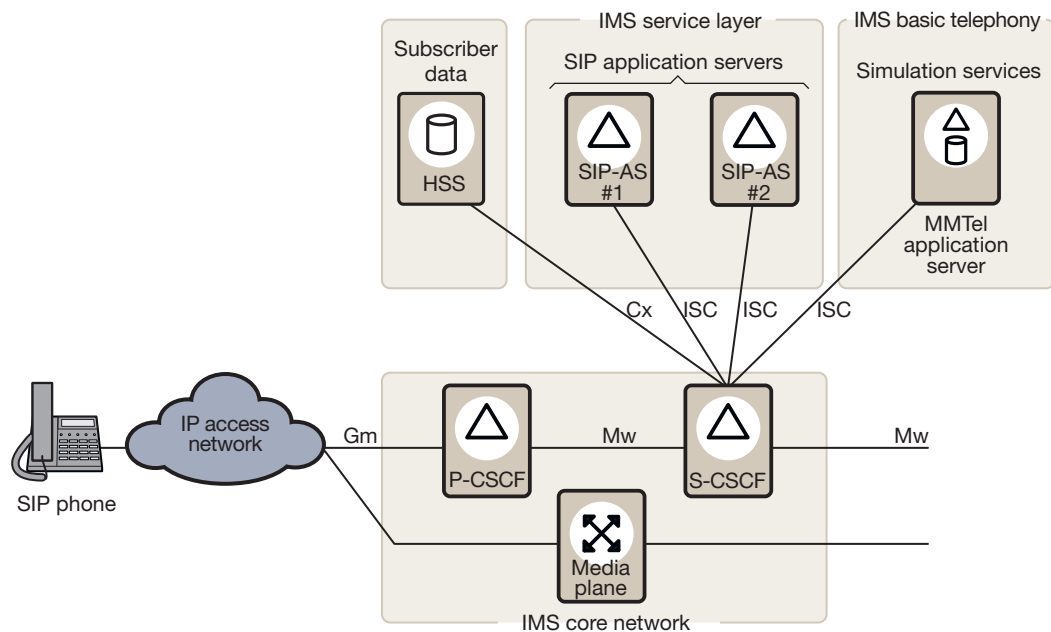 IMS service layer
IMS basic telephony
Subscriber
data
SIP application servers
Simulation services
HSS
SIP-AS
#1
SIP-AS
#2
MMTel
application
server
Cx
ISC
ISC
ISC
IP access
network
Gm
Mw
Mw
P-CSCF
S-CSCF
SIP phone
Media
plane
IMS core network